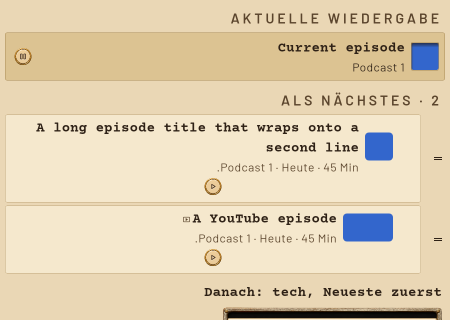 AKTUELLE WIEDERGABE
Current episode
Podcast 1
ALS NÄCHSTES · 2
A long episode title that wraps onto a
second line
.Podcast 1 · Heute · 45 Min
A YouTube episode
.Podcast 1 · Heute · 45 Min
Danach: tech, Neueste zuerst